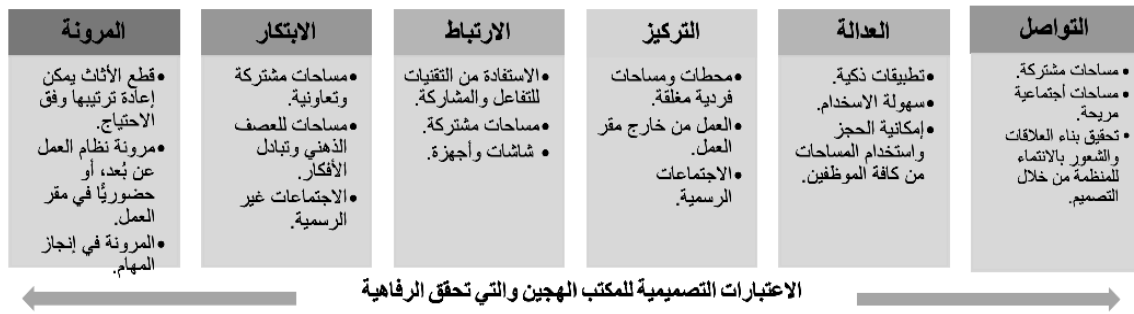 التواصل
• مساحات مشتركة.
• مساحات أجتماعية
مريحة.
• تحقيق بناء العلاقات
والشعور بالانتماء
للمنظمة من خلال
التصميم.
العدالة
• تطبيقات ذكية.
• سهولة الاسخدام.
• إمكانية الحجز
واستخدام المساحات
من كافة الموظفين.
التركيز
• محطات ومساحات
فردية مغلقة.
• العمل من خارج مقر
العمل.
• الاجتماعات
الرسمية.
الارتباط
• الاستفادة من التقنيات
للتفاعل والمشاركة.
• مساحات مشتركة.
• شاشات وأجهزة.
الابتكار
• مساحات مشتركة
وتعاونية.
• مساحات للعصف
الذهني وتبادل
الأفكار.
• الاجتماعات غير
الرسمية.
المرونة
• قطع الأثاث يمكن
إعادة ترتيبها وفق
الاحتياج.
• مرونة نظام العمل
عن بُعد، أو
حضوريًّا في مقر
العمل.
• المرونة في إنجاز
المهام.
الاعتبارات التصميمية للمكتب الهجين والتي تحقق الرفاهية